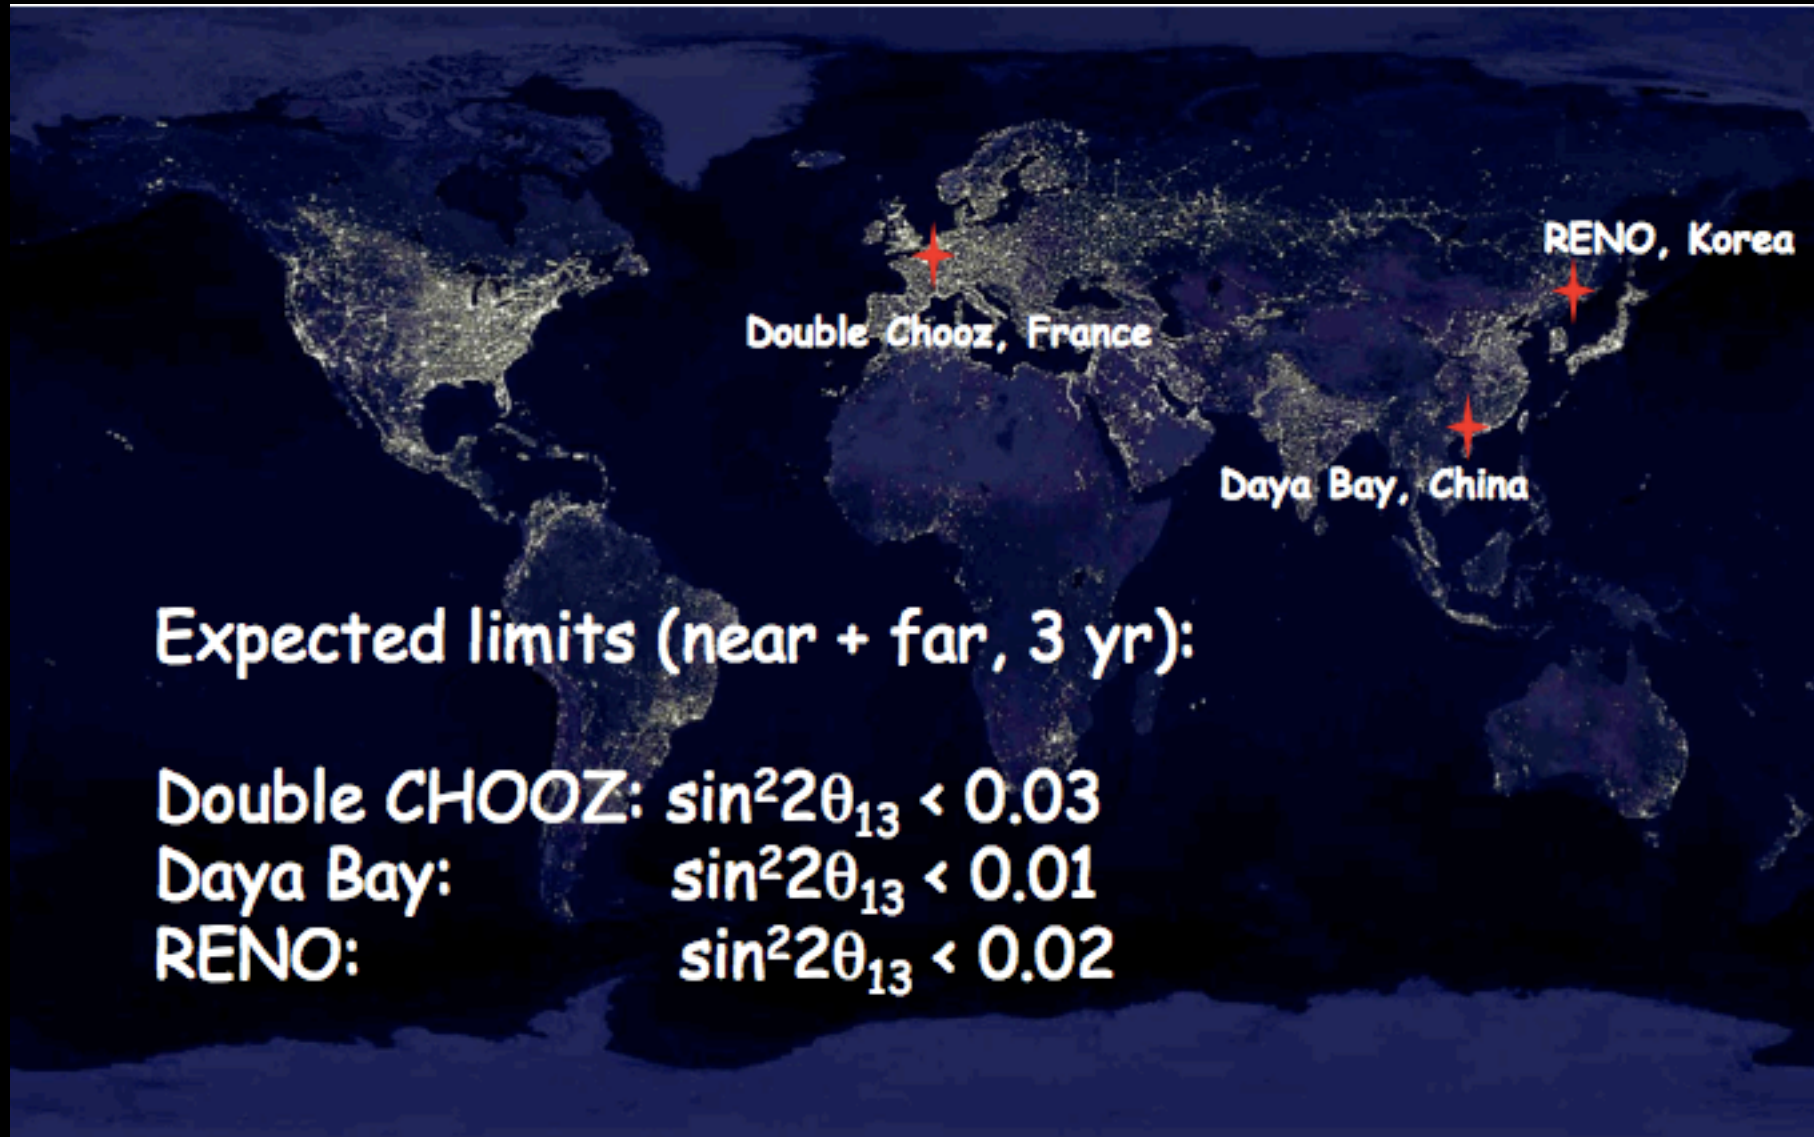 RENO, Korea
Double Chooz, France
Daya Bay, China
Expected limits (near + far, 3 yr):
Double CHOOZ: sin²2θ₁₃ < 0.03
Daya Bay: sin²2θ₁₃ < 0.01
RENO: sin²2θ₁₃ < 0.02